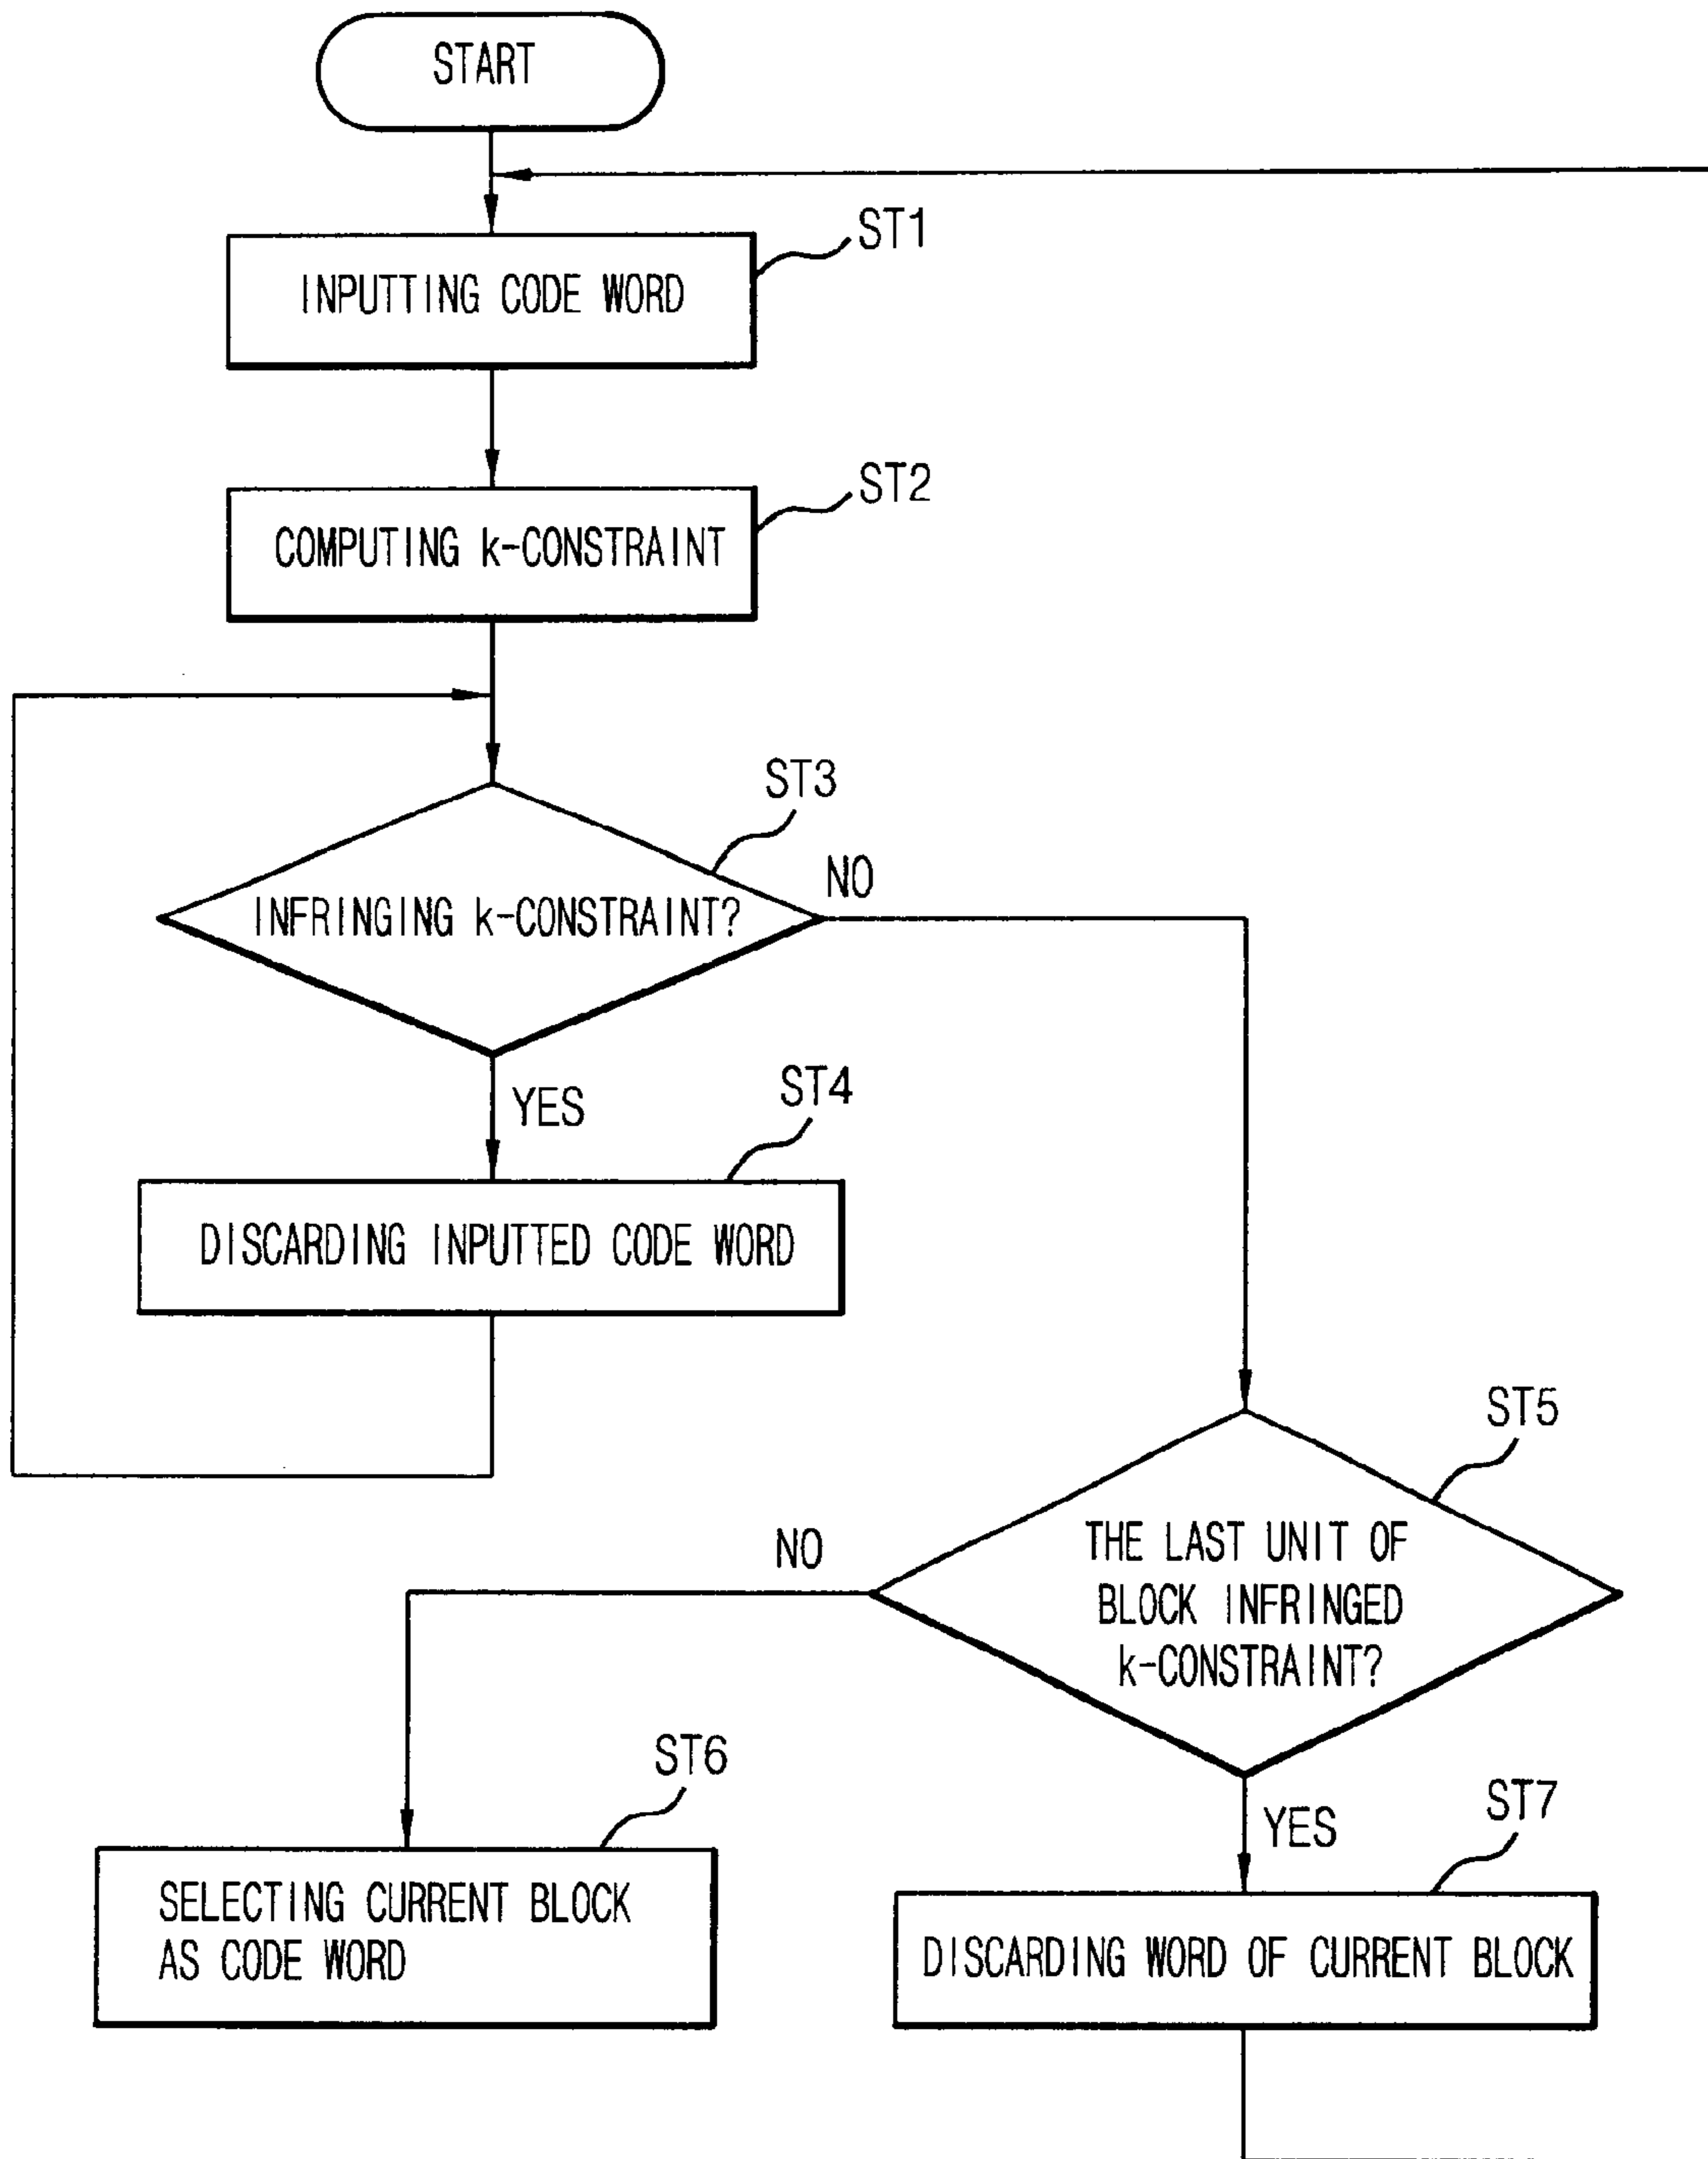 START
ST1
INPUTTING CODE WORD
ST2
COMPUTING k-CONSTRAINT
ST3
INFRINGING k-CONSTRAINT?
NO
YES
ST4
DISCARDING INPUTTED CODE WORD
ST5
THE LAST UNIT OF
BLOCK INFRINGED
k-CONSTRAINT?
NO
ST6
SELECTING CURRENT BLOCK
AS CODE WORD
YES
ST7
DISCARDING WORD OF CURRENT BLOCK